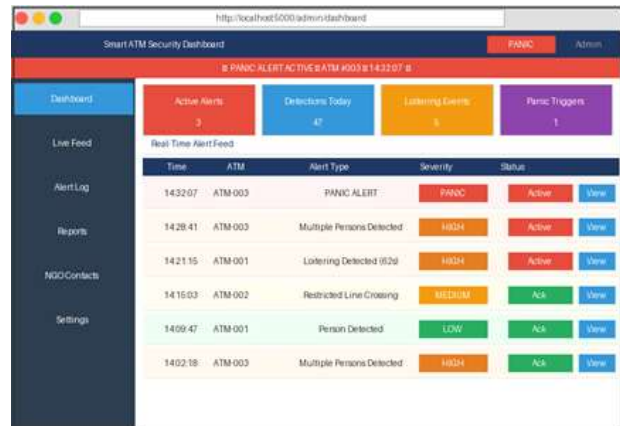 http://localhost:5000/admin/dashboard
Smart ATM Security Dashboard PANIC Admin
PANIC ALERT ACTIVE ATM #003 14:32:07
Dashboard
Live Feed
Alert Log
Reports
NGO Contacts
Settings
Active Alerts
3
Detections Today
47
Loitering Events
Panic Triggers
1
Real-Time Alert Feed
Time ATM Alert Type Severity Status
14:32:07 ATM-003 PANIC ALERT PANIC Active View
14:28:41 ATM-003 Multiple Persons Detected HIGH Active View
14:21:15 ATM-001 Loitering Detected (62s) HIGH Active View
14:15:03 ATM-002 Restricted Line Crossing MEDIUM Ack View
14:09:47 ATM-001 Person Detected LOW Ack View
14:02:18 ATM-003 Multiple Persons Detected HIGH Ack View